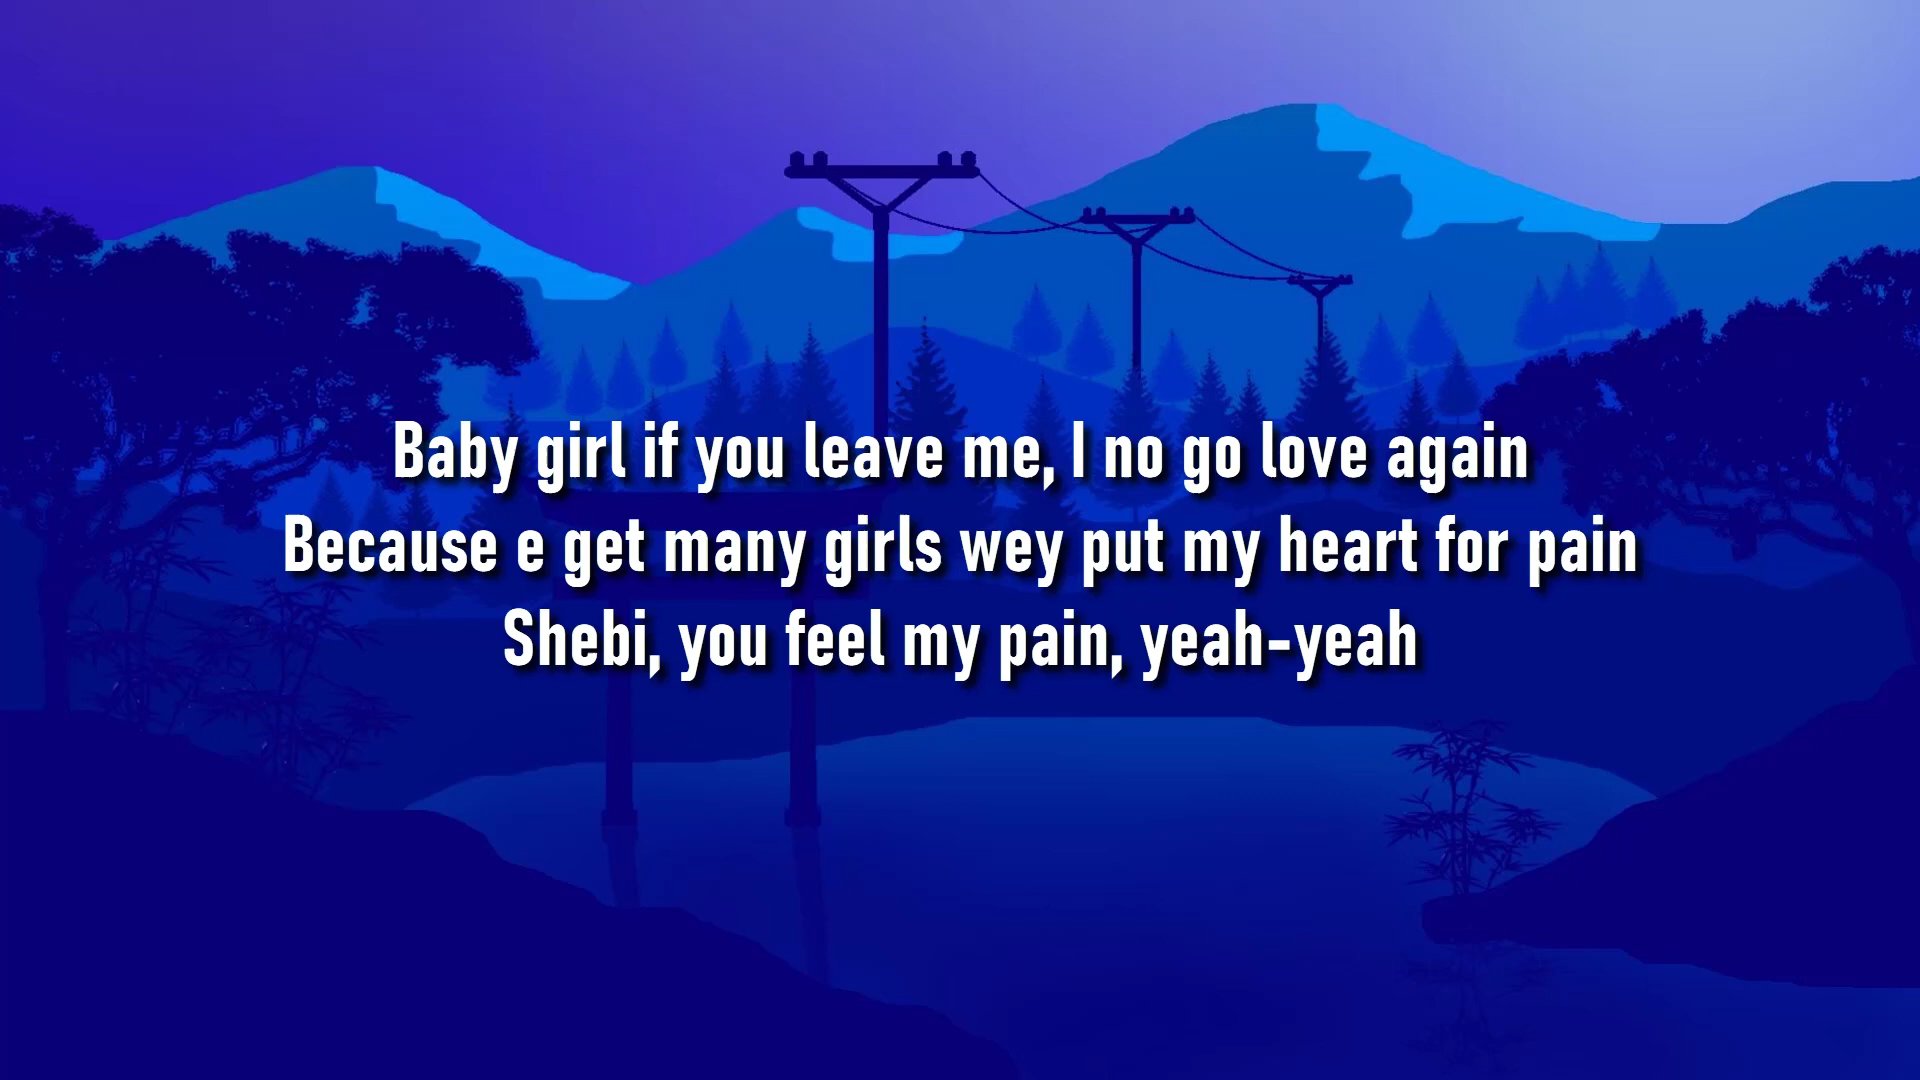 Baby girl if you leave me, I no go love again
Because e get many girls wey put my heart for pain
Shebi, you feel my pain, yeah-yeah